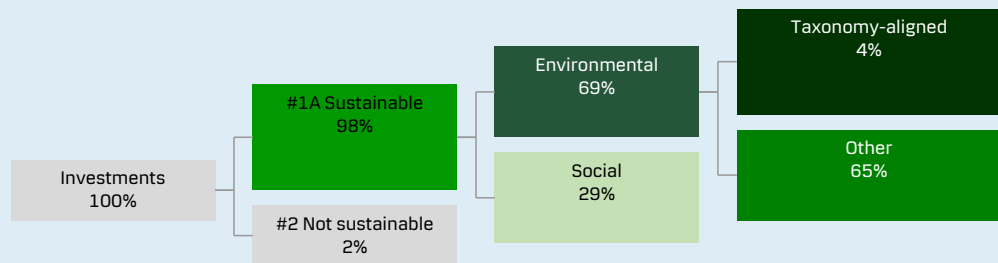 Investments
100%
#1A Sustainable
98%
#2 Not sustainable
2%
Environmental
69%
Social
29%
Taxonomy-aligned
4%
Other
65%